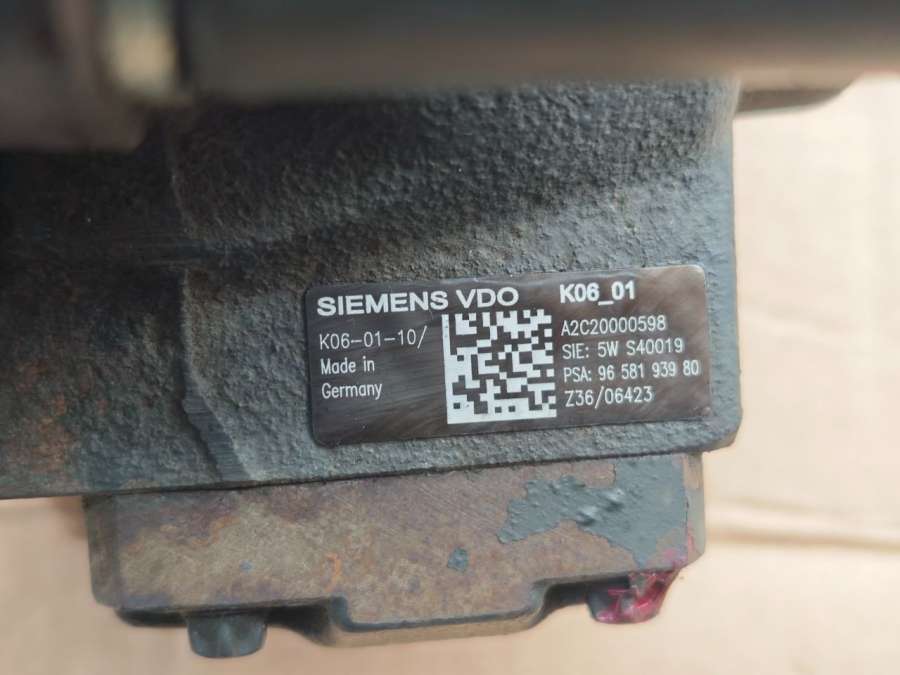 SIEMENS VDO K06_01
K06-01-10/
Made in
Germany
A2C20000598
SIE: 5W S40019
PSA: 96 581 939 80
Z36/06423